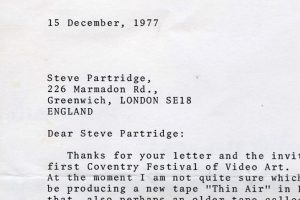 15 December, 1977
Steve Partridge,
226 Marmadon Rd.,
Greenwich, LONDON SE18
ENGLAND
Dear Steve Partridge:
Thanks for your letter and the invit
first Coventry Festival of Video Art.
At the moment I am not quite sure which
be producing a new tape "Thin Air" in
that, also perhaps an older tape